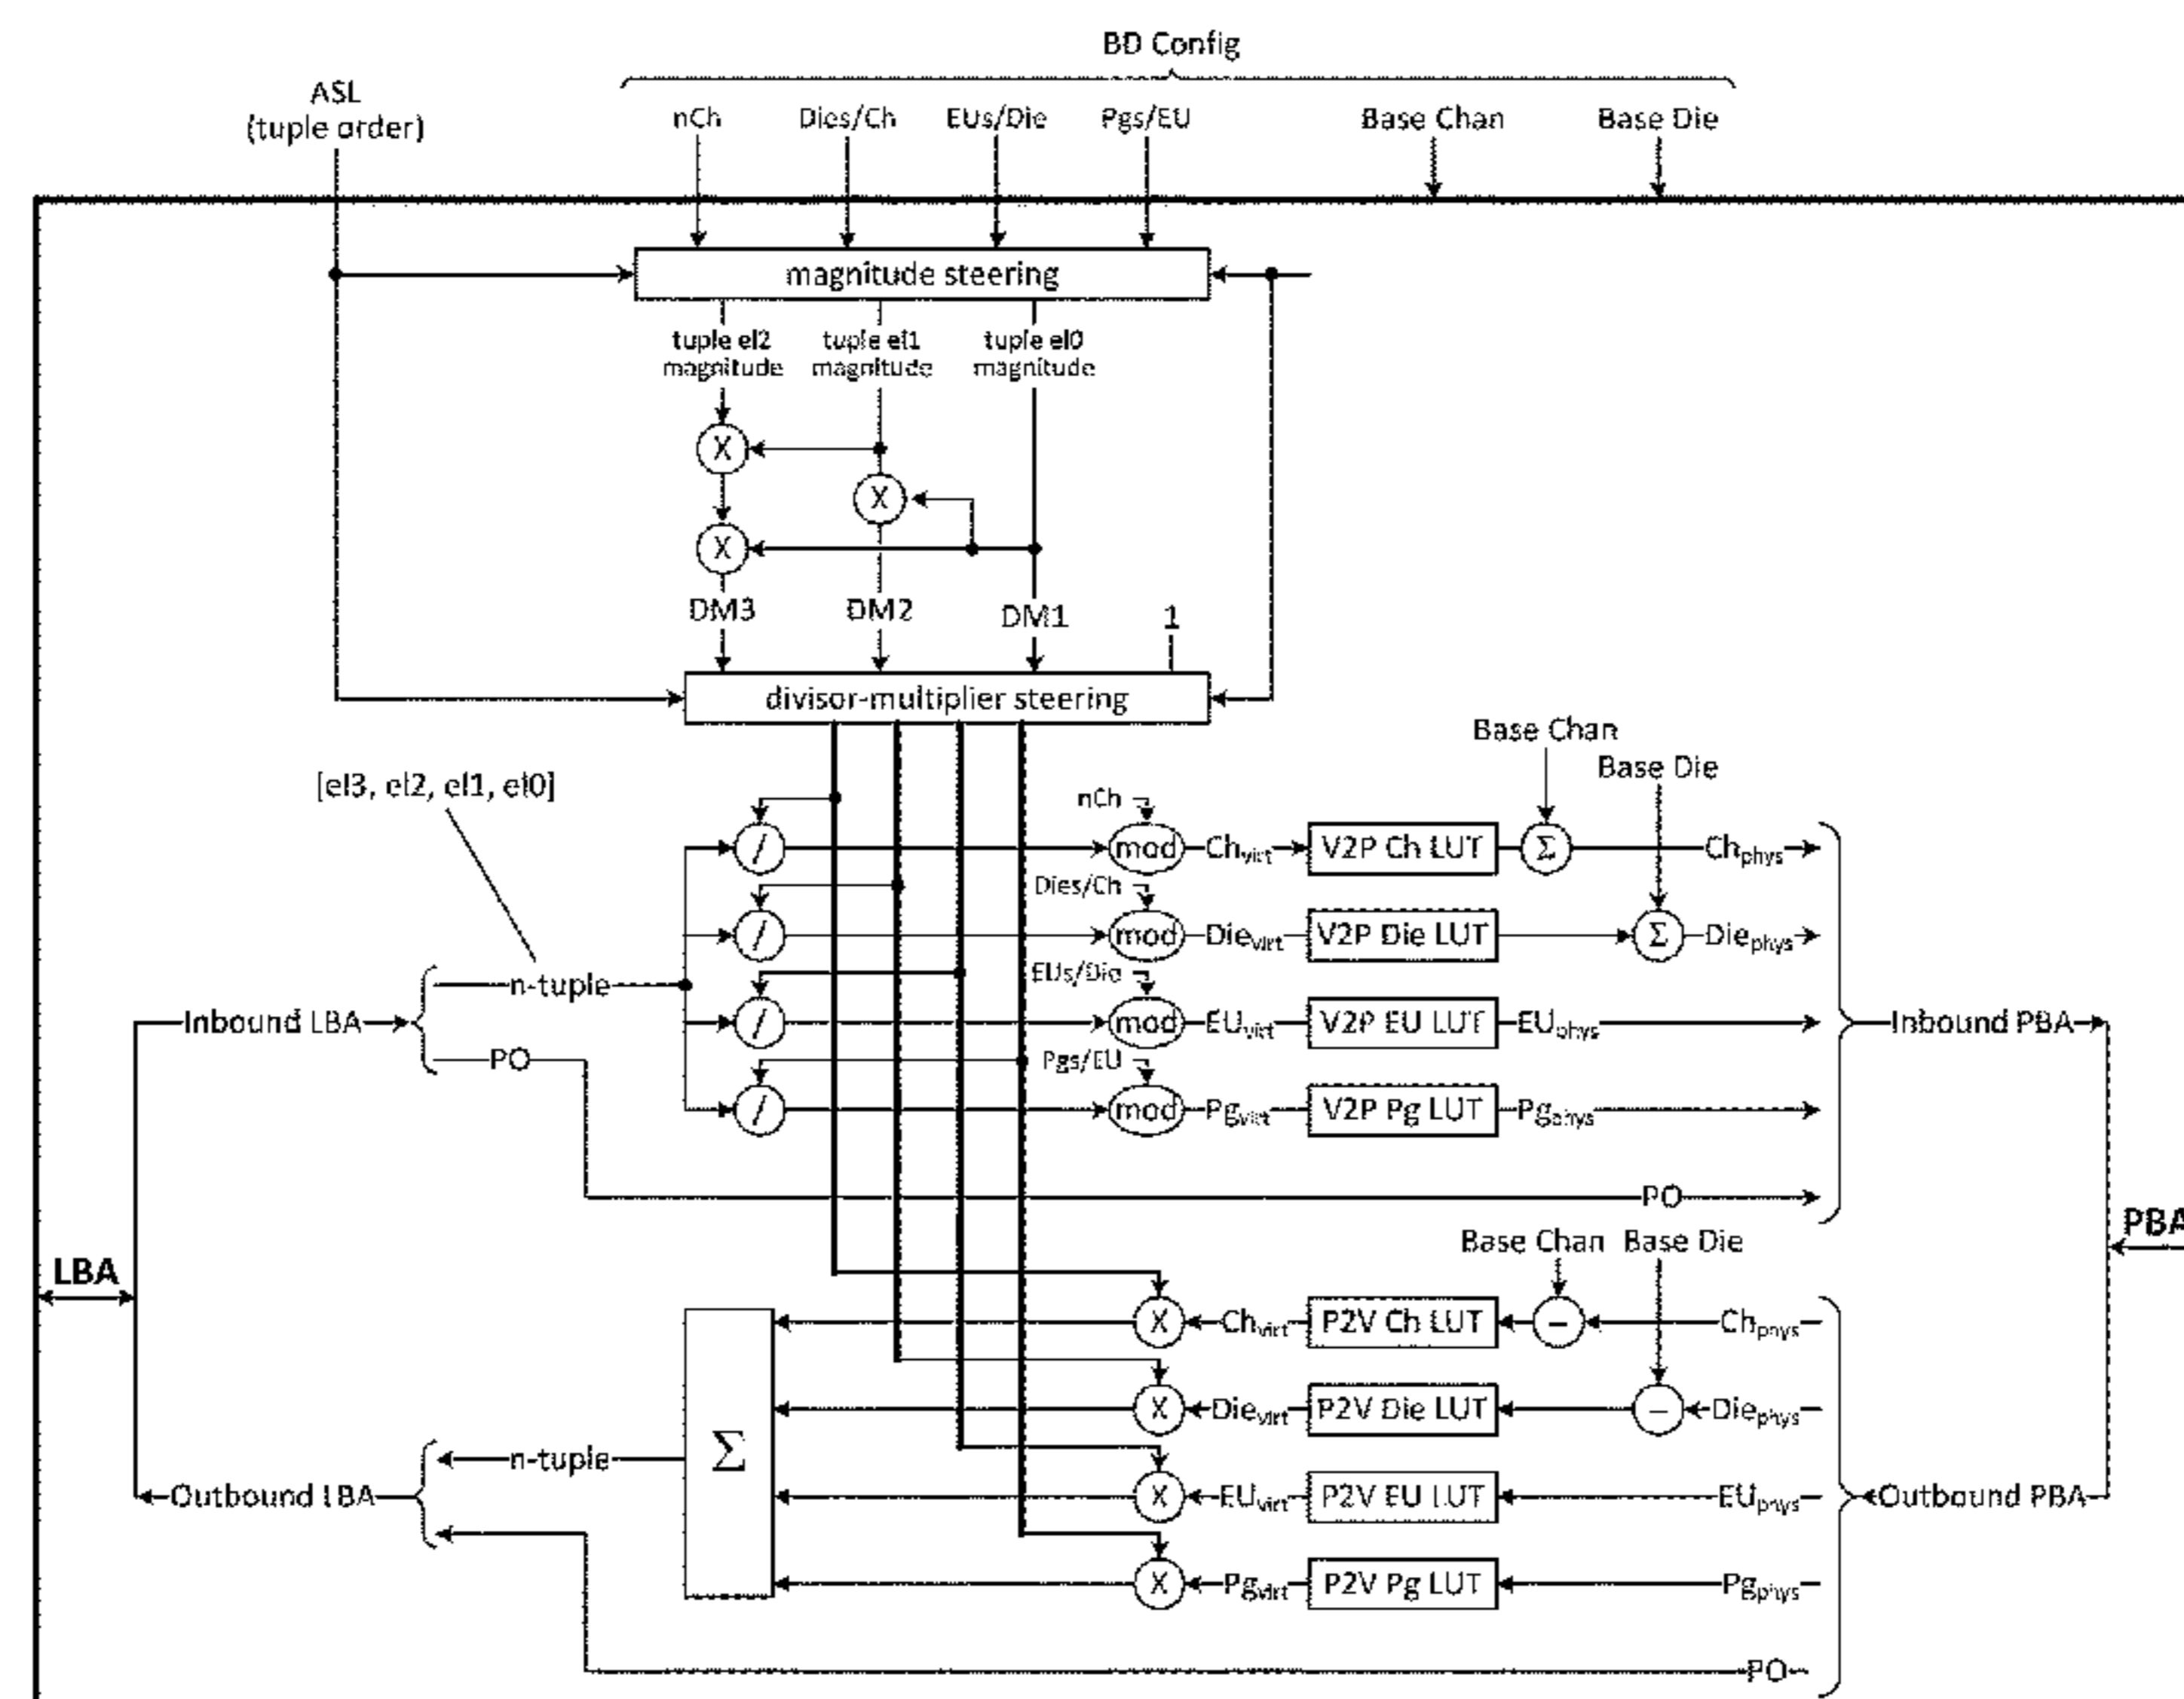 BD Config
ASL
(tuple order)
nCh
Dies/Ch
EUs/Die
Pgs/EU
Base Chan
Base Die
magnitude steering
tuple el2
magnitude
tuple el1
magnitude
tuple el0
magnitude
X
X
X
DM3
DM2
DM1
1
divisor-multiplier steering
Base Chan
Base Die
[el3, el2, el1, el0]
nCh
/
mod
Chvirt
V2P Ch LUT
Σ
Chphys
Dies/Ch
/
mod
Dievirt
V2P Die LUT
Σ
Diephys
n-tuple
EUs/Die
Inbound LBA
/
mod
EUvirt
V2P EU LUT
EUphys
Inbound PBA
PO
Pgs/EU
/
mod
Pgvirt
V2P Pg LUT
Pgphys
PO
PBA
Base Chan
Base Die
LBA
X
Chvirt
P2V Ch LUT
−
Chphys
X
Dievirt
P2V Die LUT
−
Diephys
n-tuple
Σ
Outbound LBA
X
EUvirt
P2V EU LUT
EUphys
Outbound PBA
X
Pgvirt
P2V Pg LUT
Pgphys
PO